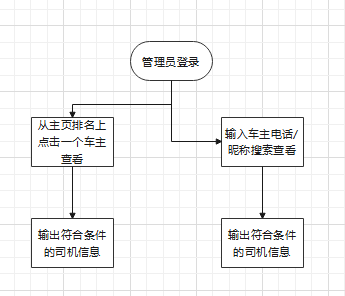 管理员登录
从主页排名上
点击一个车主
查看
输入车主电话/
昵称搜索查看
输出符合条件
的司机信息
输出符合条件
的司机信息